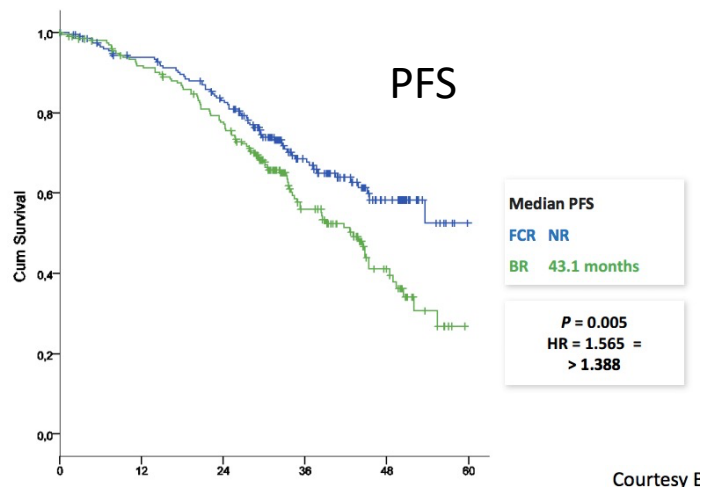 PFS
1,0
0,8
0,6
0,4
0,2
0,0
Cum Survival
0 12 24 36 48 60
Median PFS
FCR NR
BR 43.1 months
P = 0.005
HR = 1.565 =
> 1.388
Courtesy E